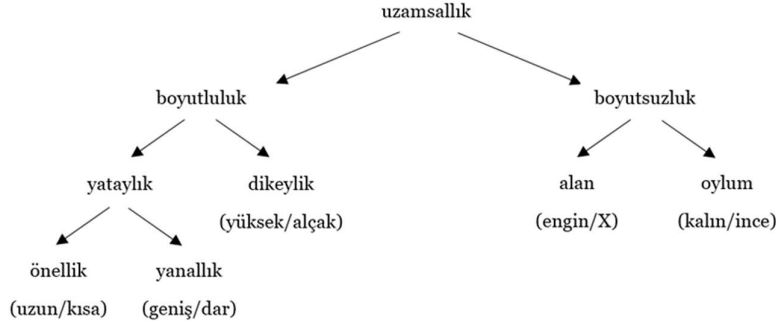 uzamsallık
boyutluluk boyutsuzluk
yataylık dikeylik alan oylum
(yüksek/alçak) (engin/X) (kalın/ince)
önellik yanallık
(uzun/kısa) (geniş/dar)